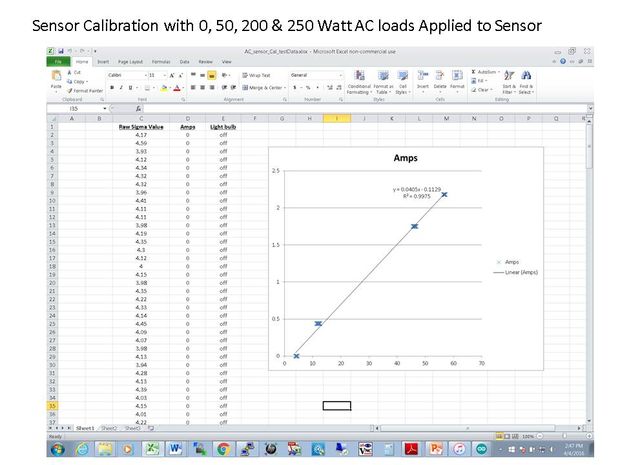 Sensor Calibration with 0, 50, 200 & 250 Watt AC loads Applied to Sensor
AC_sensor_Cal_testData.xlsx - Microsoft Excel non-commercial use
File Home Insert Page Layout Formulas Data Review View
Cut
Copy
Format Painter
Paste
Calibri 11
Wrap Text
Merge & Center
General
Conditional Formatting
Format as Table
Cell Styles
Insert Delete Format
AutoSum
Fill
Clear
Sort & Filter
Find & Select
Clipboard Font Alignment Number Styles Cells Editing
I35 fx
A B C D E F G H I J K L M N O P Q R
1 Raw Sigma Value Amps Light bulb
2 4.17 0 off
3 4.59 0 off
4 3.93 0 off
5 4.12 0 off
6 4.34 0 off
7 4.32 0 off
8 4.32 0 off
9 3.96 0 off
10 4.41 0 off
11 4.11 0 off
12 4.11 0 off
13 3.98 0 off
14 4.19 0 off
15 4.35 0 off
16 4.3 0 off
17 4.12 0 off
18 4 0 off
19 4.15 0 off
20 3.98 0 off
21 4.35 0 off
22 4.22 0 off
23 4.33 0 off
24 4.14 0 off
25 4.45 0 off
26 4.09 0 off
27 4.07 0 off
28 3.98 0 off
29 4.13 0 off
30 3.94 0 off
31 4.28 0 off
32 4.13 0 off
33 4.39 0 off
34 4.03 0 off
35 4.15 0 off
36 4.01 0 off
37 4.22 0 off
Amps
2.5
2
1.5
1
0.5
0
0 10 20 30 40 50 60 70
y = 0.0405x - 0.1129
R² = 0.9975
Amps
Linear (Amps)
Sheet1 Sheet2 Sheet3
Ready
100%
2:47 PM
4/4/2016